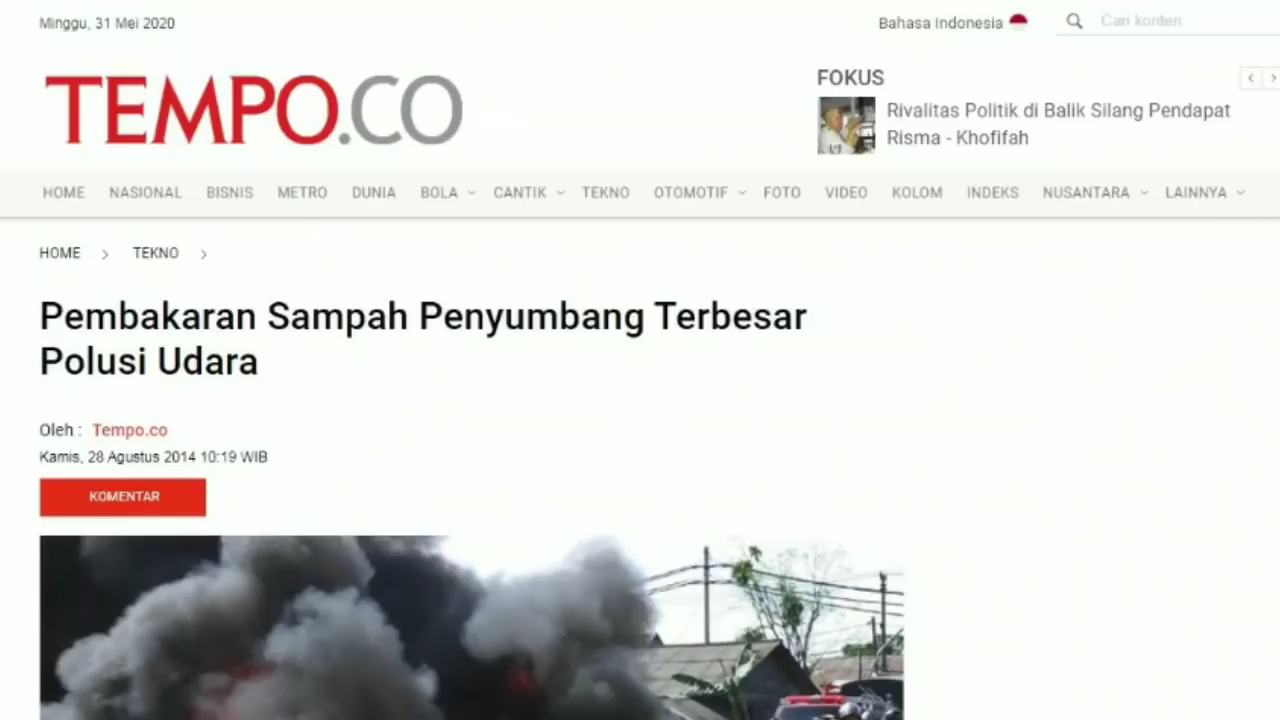 Minggu, 31 Mei 2020
Bahasa Indonesia
Cari konten
TEMPO.CO
FOKUS
Rivalitas Politik di Balik Silang Pendapat
Risma - Khofifah
HOME NASIONAL BISNIS METRO DUNIA BOLA CANTIK TEKNO OTOMOTIF FOTO VIDEO KOLOM INDEKS NUSANTARA LAINNYA
HOME > TEKNO >
Pembakaran Sampah Penyumbang Terbesar
Polusi Udara
Oleh : Tempo.co
Kamis, 28 Agustus 2014 10:19 WIB
KOMENTAR